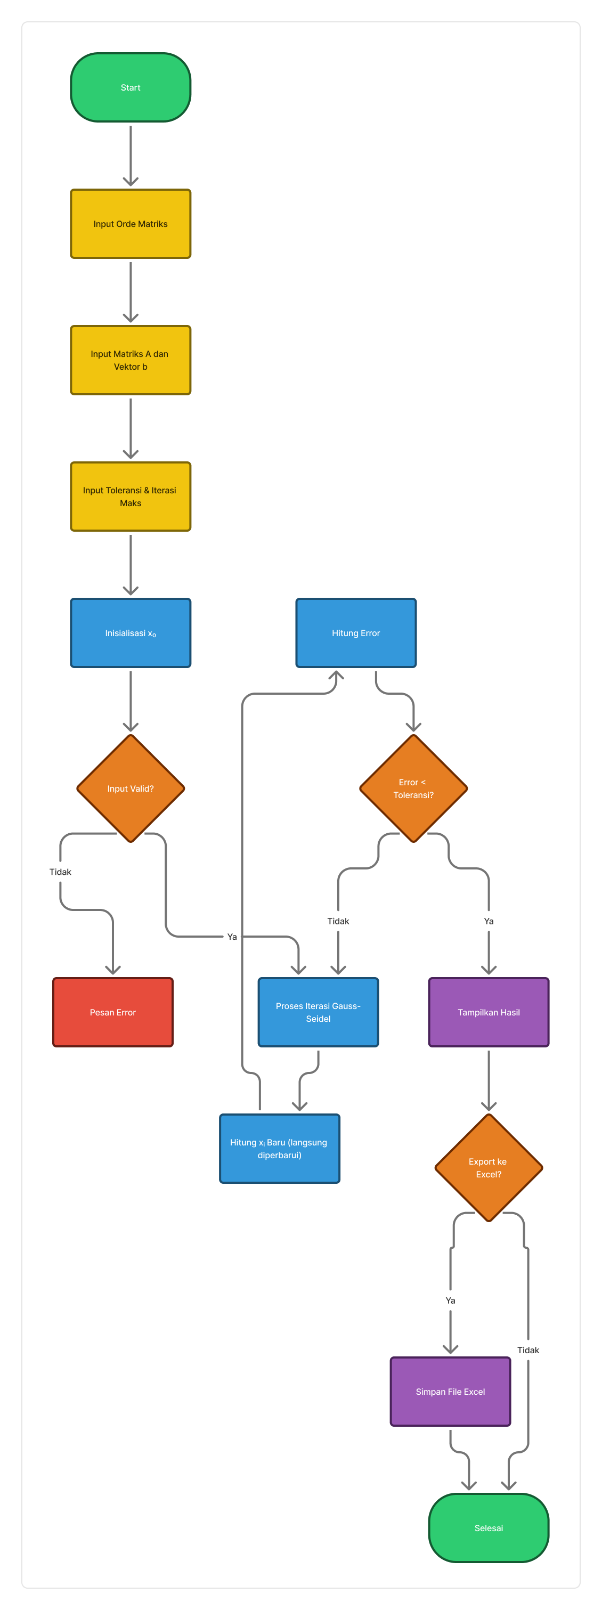 Start
Input Orde Matriks
Input Matriks A dan
Vektor b
Input Toleransi & Iterasi
Maks
Inisialisasi x₀
Hitung Error
Input Valid?
Error <
Toleransi?
Tidak
Ya
Tidak
Ya
Pesan Error
Proses Iterasi Gauss-
Seidel
Tampilkan Hasil
Hitung xᵢ Baru (langsung
diperbarui)
Export ke
Excel?
Ya
Tidak
Simpan File Excel
Selesai